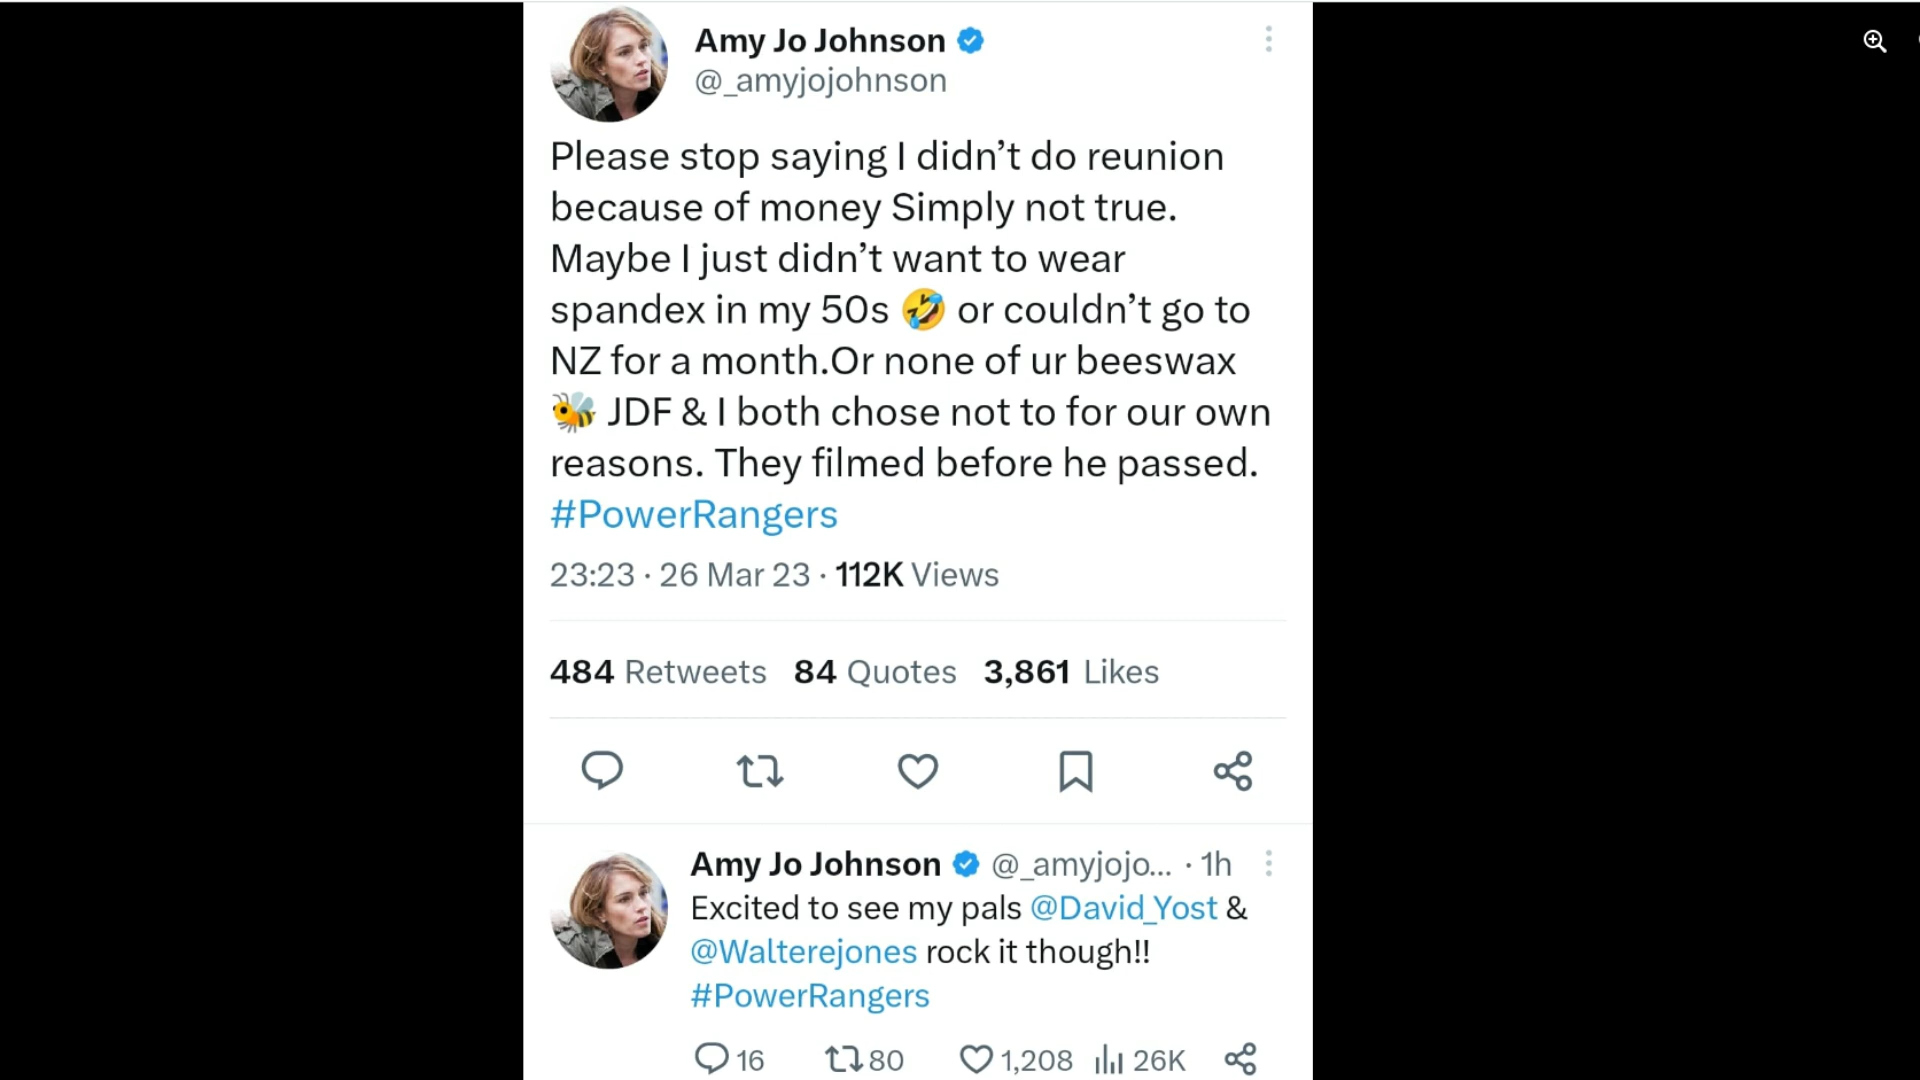 Amy Jo Johnson
@_amyjojohnson
Please stop saying I didn’t do reunion
because of money Simply not true.
Maybe I just didn’t want to wear
spandex in my 50s 🤣 or couldn’t go to
NZ for a month.Or none of ur beeswax
🐝 JDF & I both chose not to for our own
reasons. They filmed before he passed.
#PowerRangers
23:23 · 26 Mar 23 · 112K Views
484 Retweets 84 Quotes 3,861 Likes
Amy Jo Johnson @_amyjojo... · 1h
Excited to see my pals @David_Yost &
@Walterejones rock it though!!
#PowerRangers
16 80 1,208 26K